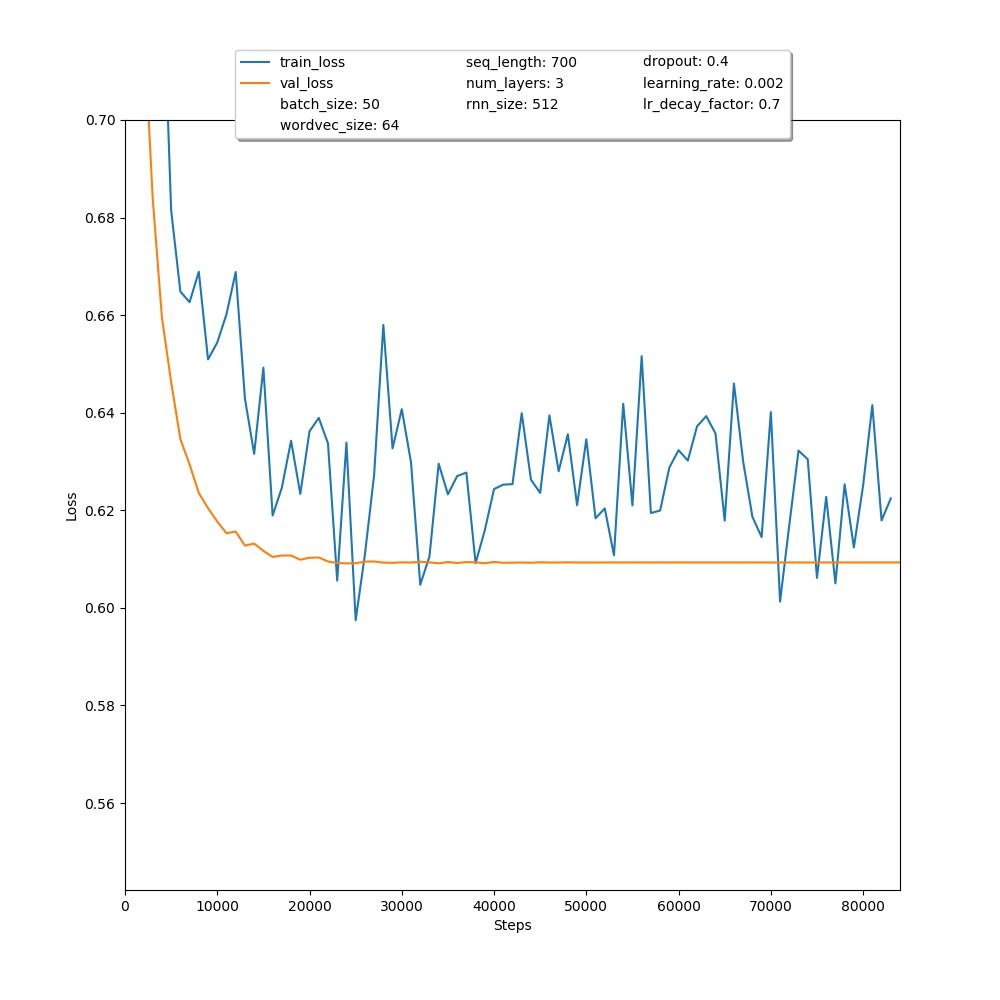 train_loss seq_length: 700 dropout: 0.4
val_loss num_layers: 3 learning_rate: 0.002
batch_size: 50 rnn_size: 512 lr_decay_factor: 0.7
wordvec_size: 64
0.70
0.68
0.66
0.64
0.62
0.60
0.58
0.56
Loss
0 10000 20000 30000 40000 50000 60000 70000 80000
Steps